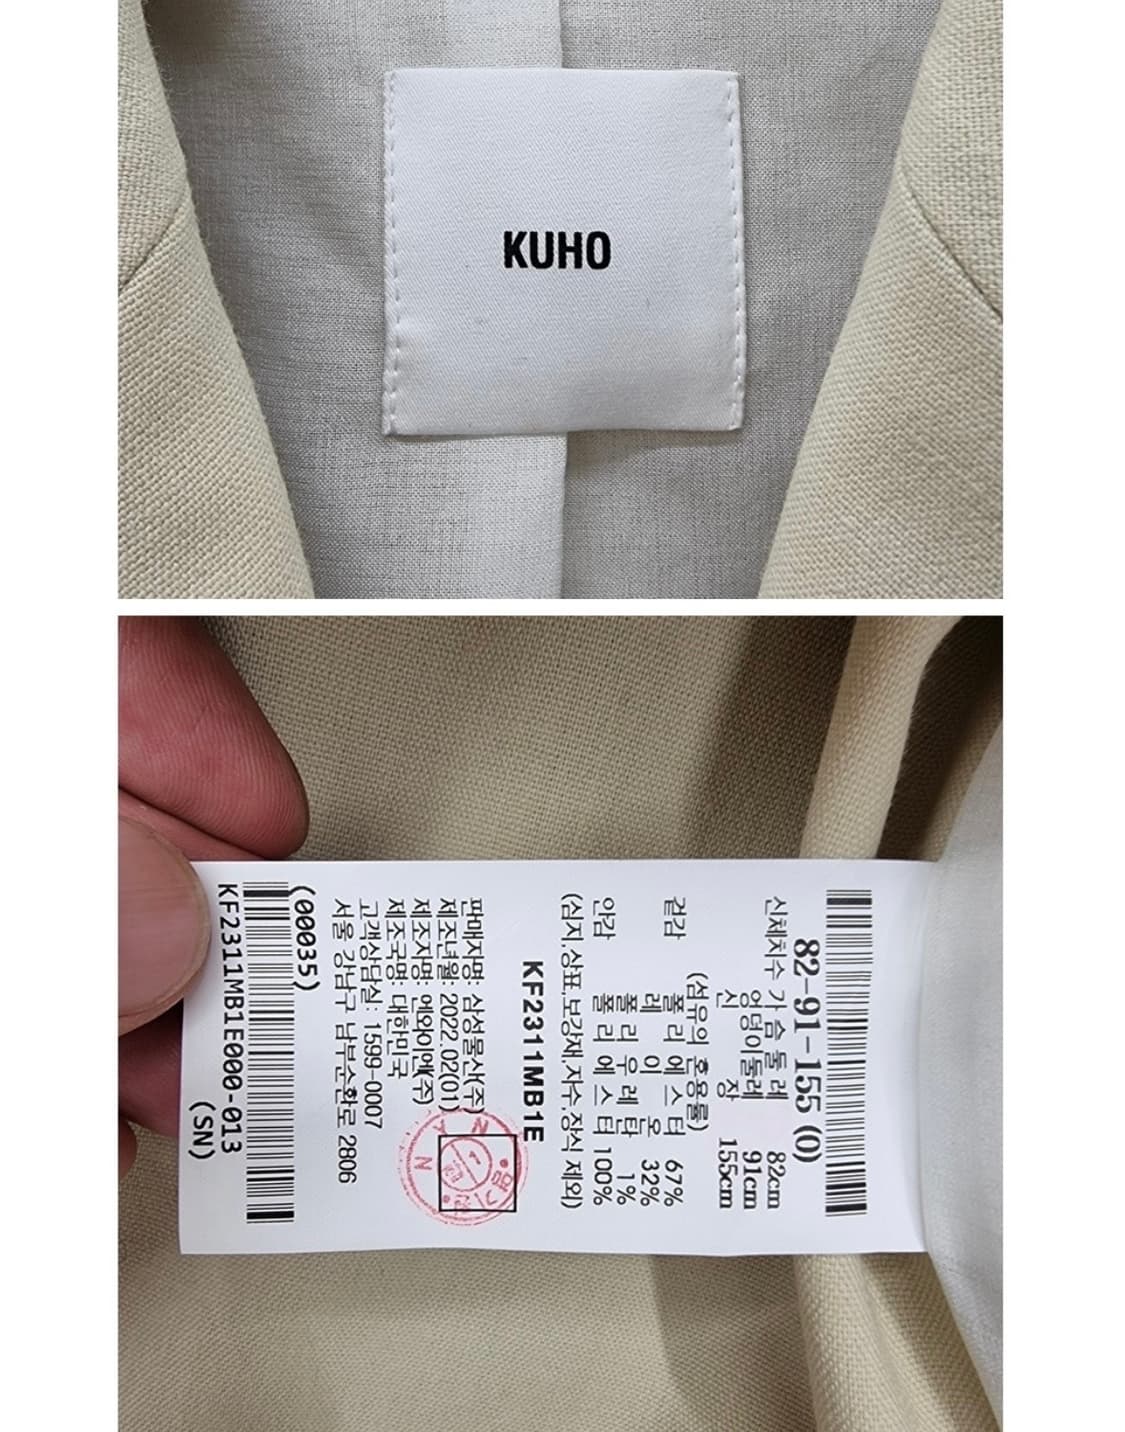 KUHO
82-91-155 (0)
신체치수 가슴둘레 82cm
엉덩이둘레 91cm
신 장 155cm
(섬유의 혼용률)
겉감 폴리에스터 67%
레이온 32%
폴리우레탄 1%
안감 폴리에스터 100%
(심지,상표,보강재,자수,장식 제외)
KF2311MB1E
판매자명: 삼성물산(주)
제조년월: 2022.02(01)
제조자명: 엔와이엔(주)
제조국명: 대한민국
고객상담실: 1599-0007
서울 강남구 남부순환로 2806
(00035)
KF2311MB1E000-013
(SN)
N Y N
1